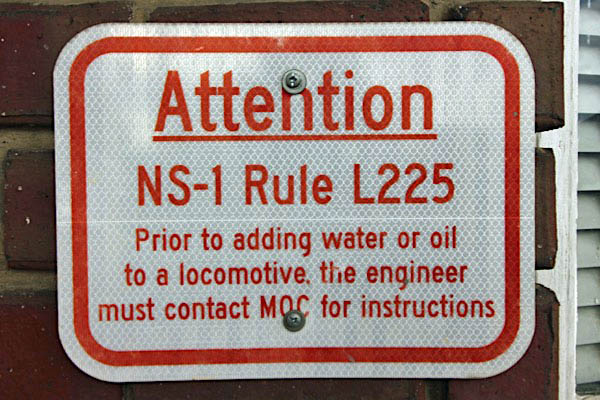 Attention
NS-1 Rule L225
Prior to adding water or oil
to a locomotive, the engineer
must contact MOC for instructions